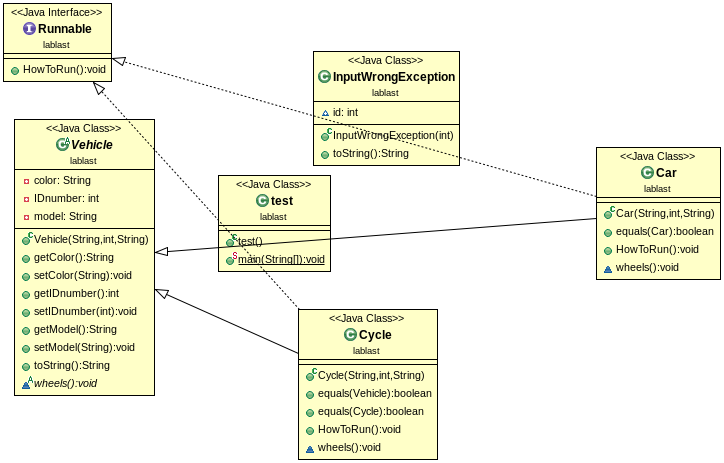 <<Java Interface>>
Runnable
lablast
HowToRun():void
<<Java Class>>
InputWrongException
lablast
id: int
InputWrongException(int)
toString():String
<<Java Class>>
Vehicle
lablast
color: String
IDnumber: int
model: String
Vehicle(String,int,String)
getColor():String
setColor(String):void
getIDnumber():int
setIDnumber(int):void
getModel():String
setModel(String):void
toString():String
wheels():void
<<Java Class>>
test
lablast
test()
main(String[]):void
<<Java Class>>
Car
lablast
Car(String,int,String)
equals(Car):boolean
HowToRun():void
wheels():void
<<Java Class>>
Cycle
lablast
Cycle(String,int,String)
equals(Vehicle):boolean
equals(Cycle):boolean
HowToRun():void
wheels():void